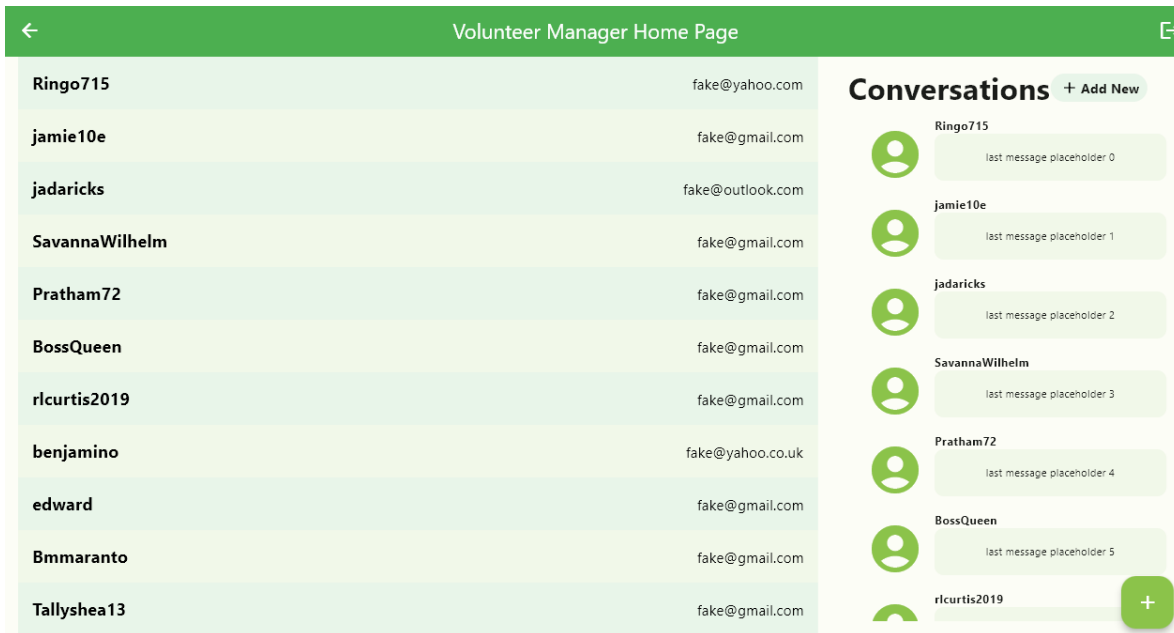 Volunteer Manager Home Page
Ringo715 fake@yahoo.com
jamie10e fake@gmail.com
jadaricks fake@outlook.com
SavannaWilhelm fake@gmail.com
Pratham72 fake@gmail.com
BossQueen fake@gmail.com
rlcurtis2019 fake@gmail.com
benjamino fake@yahoo.co.uk
edward fake@gmail.com
Bmmaranto fake@gmail.com
Tallyshea13 fake@gmail.com
Conversations + Add New
Ringo715
last message placeholder 0
jamie10e
last message placeholder 1
jadaricks
last message placeholder 2
SavannaWilhelm
last message placeholder 3
Pratham72
last message placeholder 4
BossQueen
last message placeholder 5
rlcurtis2019
+